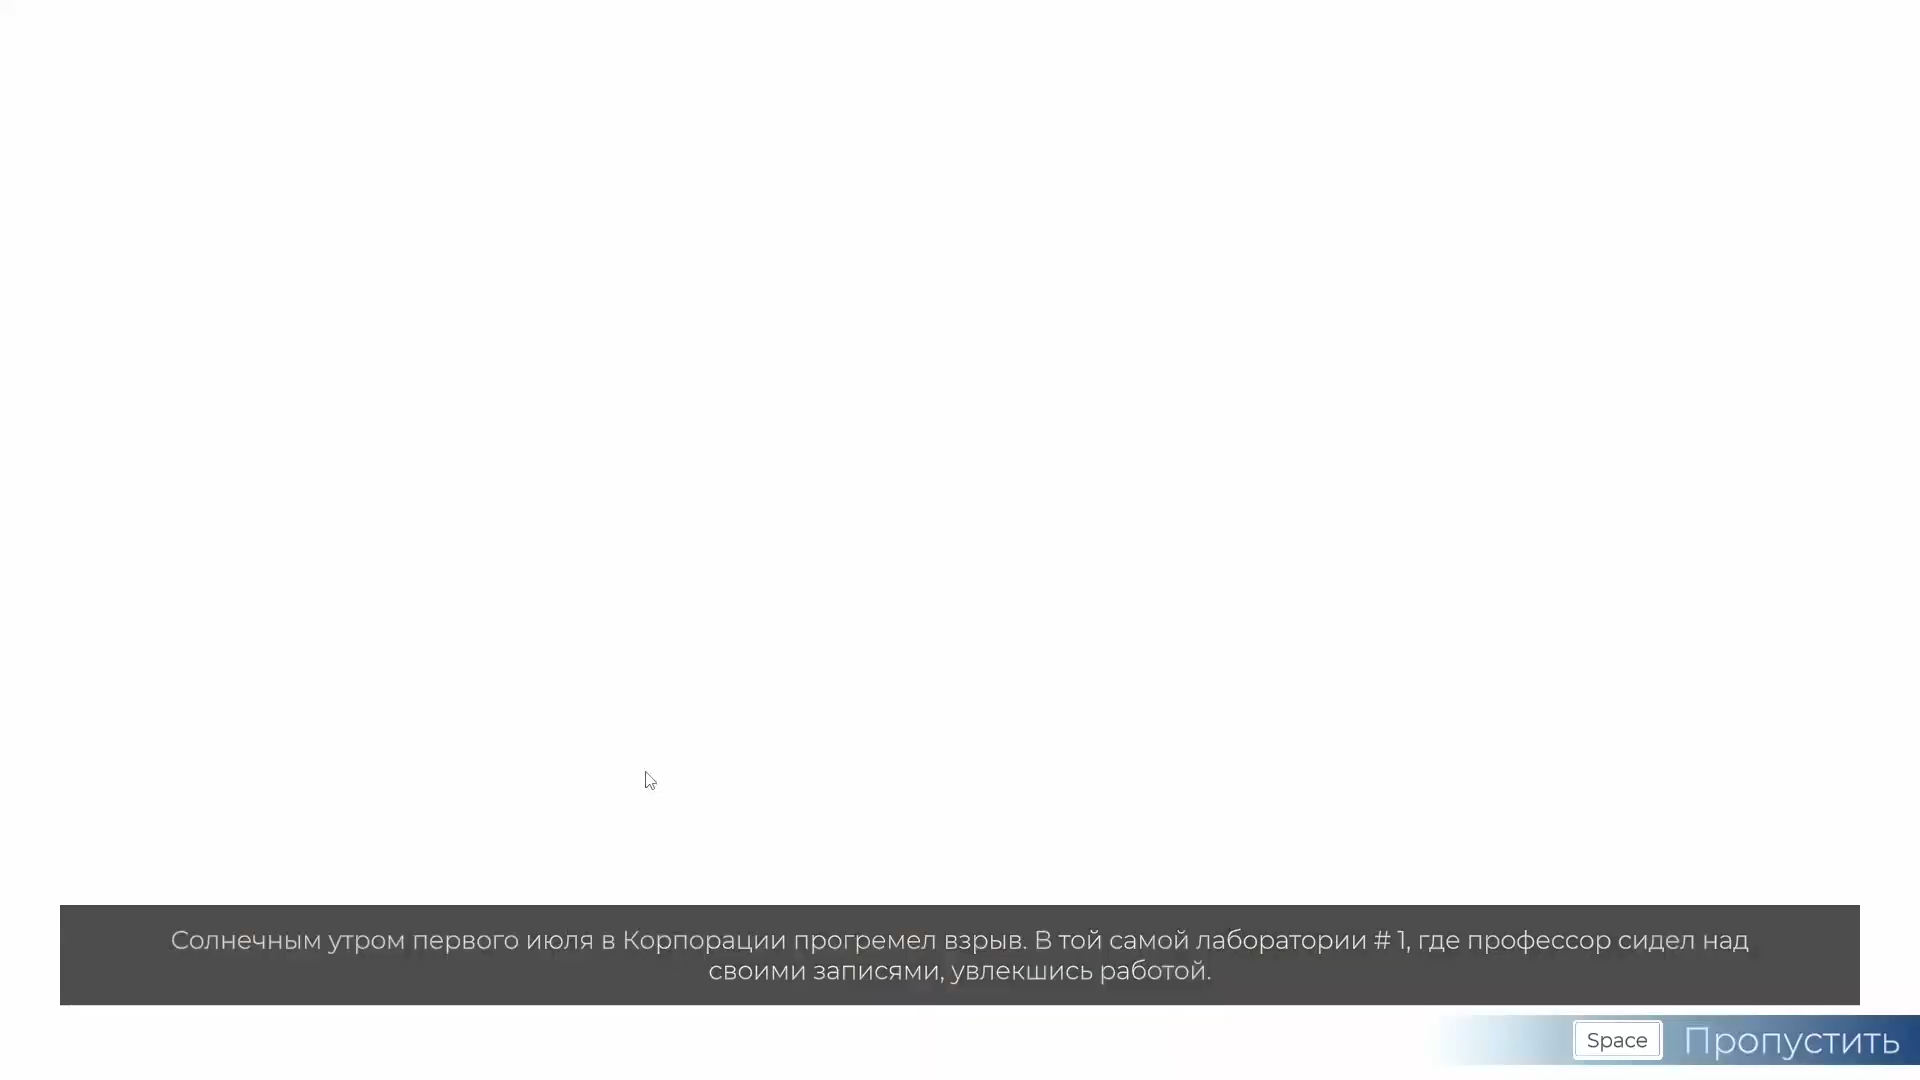 Солнечным утром первого июля в Корпорации прогремел взрыв. В той самой лаборатории # 1, где профессор сидел над
своими записями, увлекшись работой.
Space Пропустить